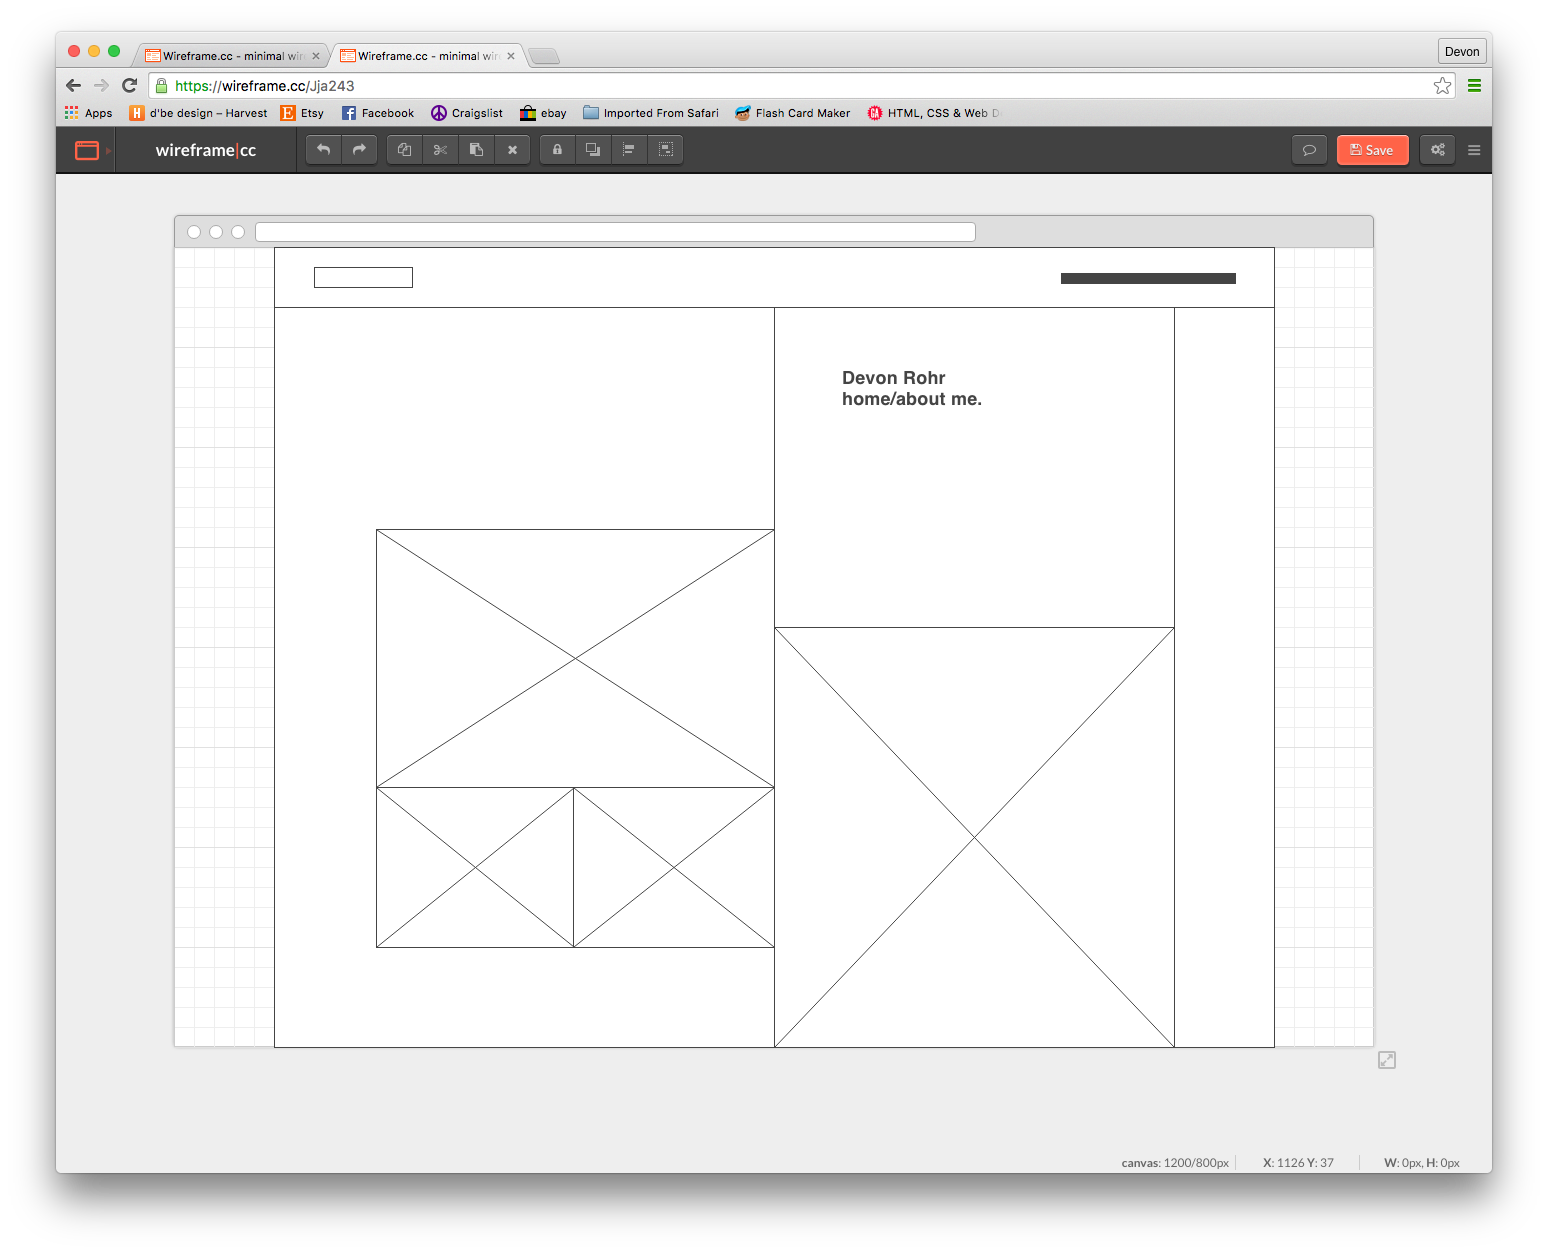 Devon
Wireframe.cc - minimal wir
Wireframe.cc - minimal wir
https://wireframe.cc/Jja243
Apps
d'be design – Harvest
Etsy
Facebook
Craigslist
ebay
Imported From Safari
Flash Card Maker
HTML, CSS & Web D
wireframe|cc
Save
Devon Rohr
home/about me.
canvas: 1200/800px
X: 1126 Y: 37
W: 0px, H: 0px